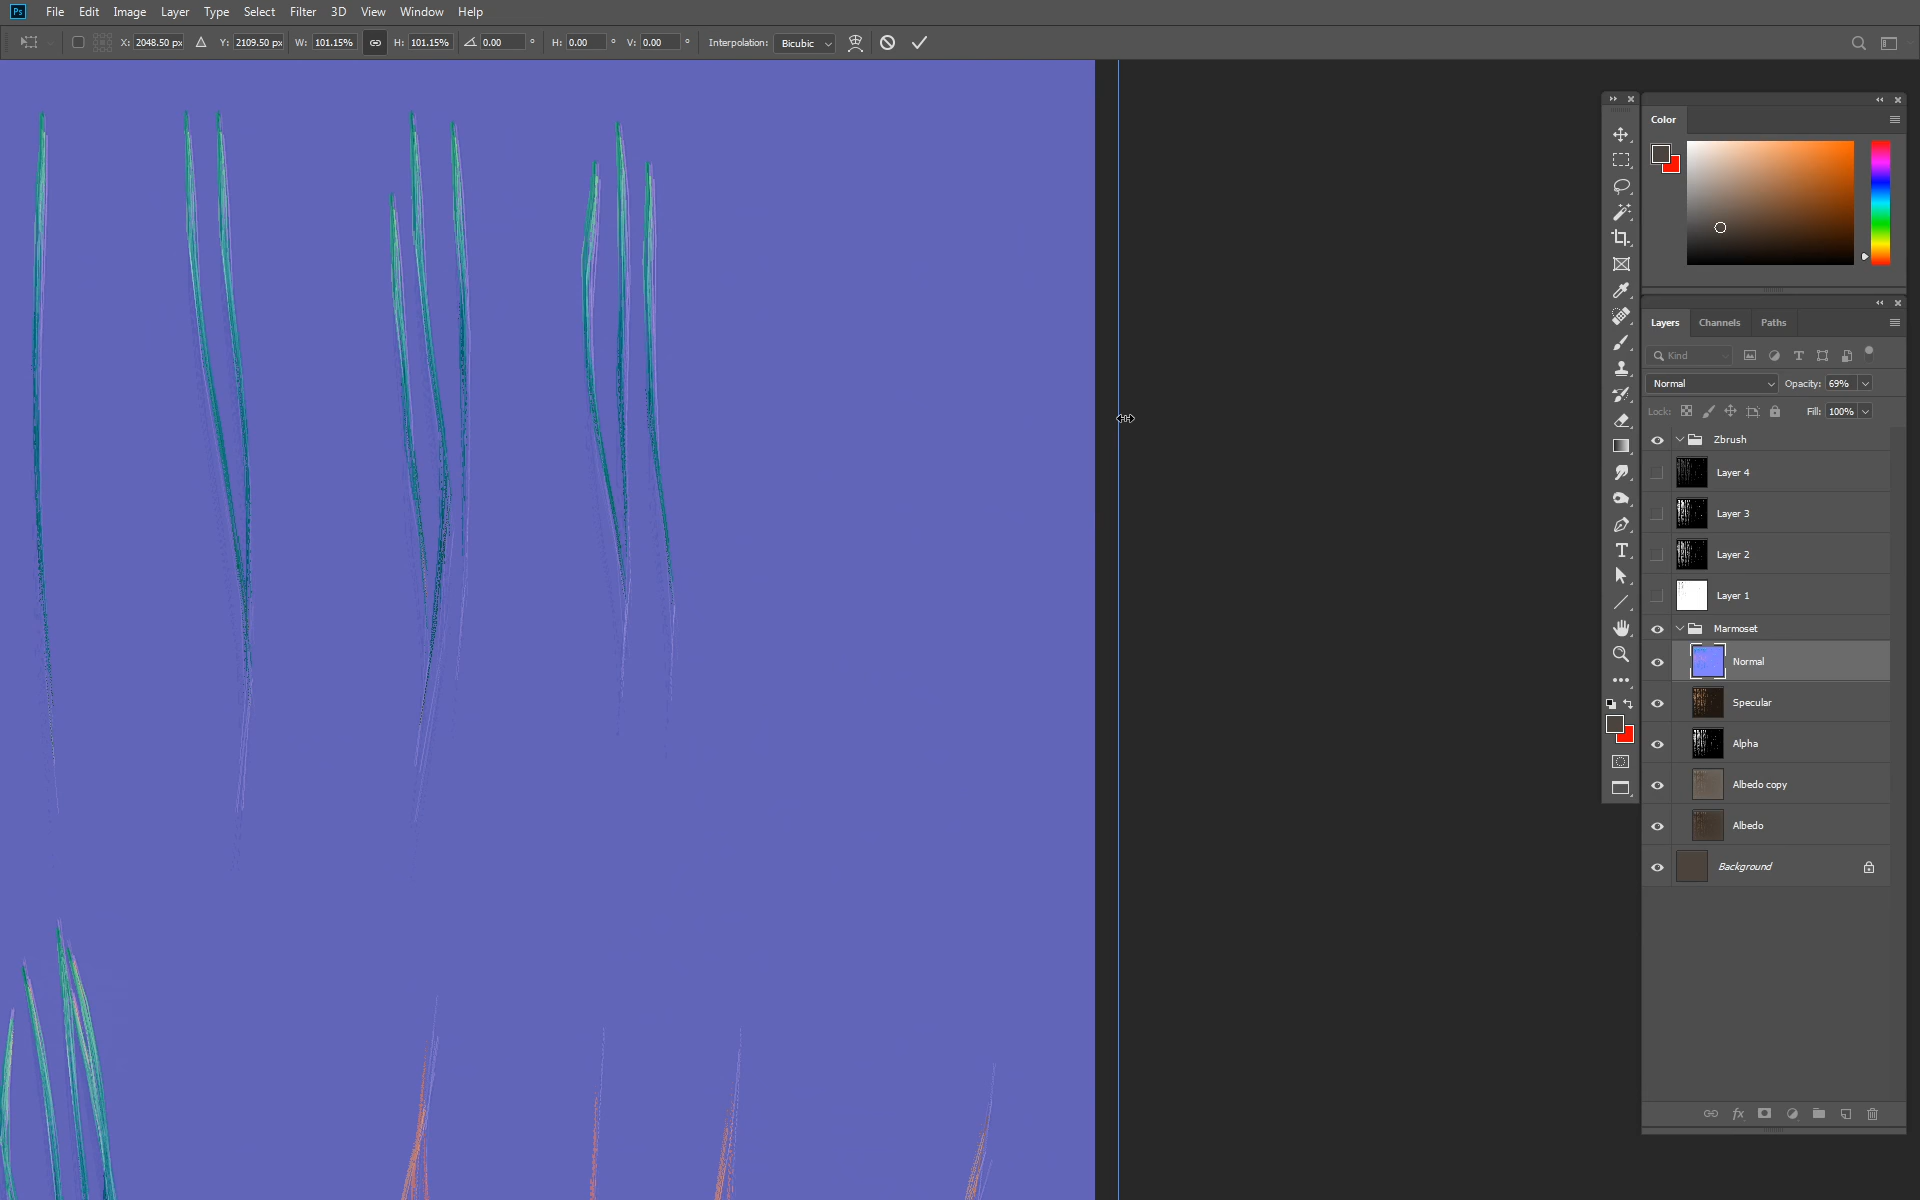 Ps File Edit Image Layer Type Select Filter 3D View Window Help
X: 2048.50 px Y: 2109.50 px W: 101.15% H: 101.15% 0.00 ° H: 0.00 ° V: 0.00 ° Interpolation: Bicubic
Color
Layers Channels Paths
Kind
Normal Opacity: 69%
Lock: Fill: 100%
Zbrush
Layer 4
Layer 3
Layer 2
Layer 1
Marmoset
Normal
Specular
Alpha
Albedo copy
Albedo
Background